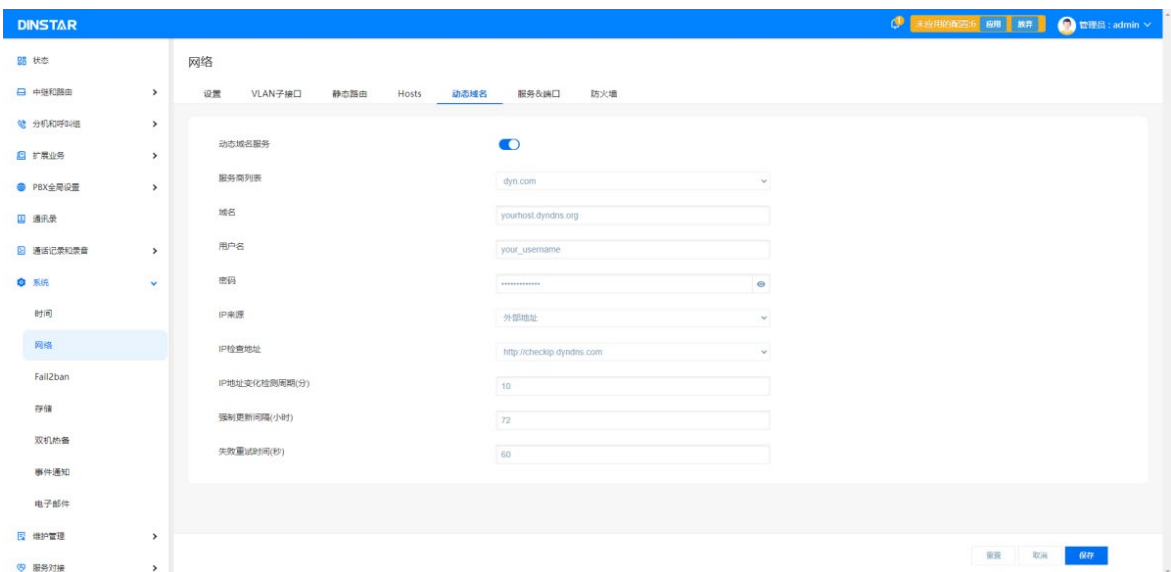 DINSTAR
未应用的配置:6 应用 放弃 管理员 : admin
状态
中继和路由
分机和呼叫组
扩展业务
PBX全局设置
通讯录
通话记录和录音
系统
时间
网络
Fail2ban
存储
双机热备
事件通知
电子邮件
维护管理
服务对接
网络
设置 VLAN子接口 静态路由 Hosts 动态域名 服务&端口 防火墙
动态域名服务
服务商列表 dyn.com
域名 yourhost.dyndns.org
用户名 your_username
密码 •••••••••••••
IP来源 外部地址
IP检查地址 http://checkip.dyndns.com
IP地址变化检测周期(分) 10
强制更新间隔(小时) 72
失败重试时间(秒) 60
重置 取消 保存